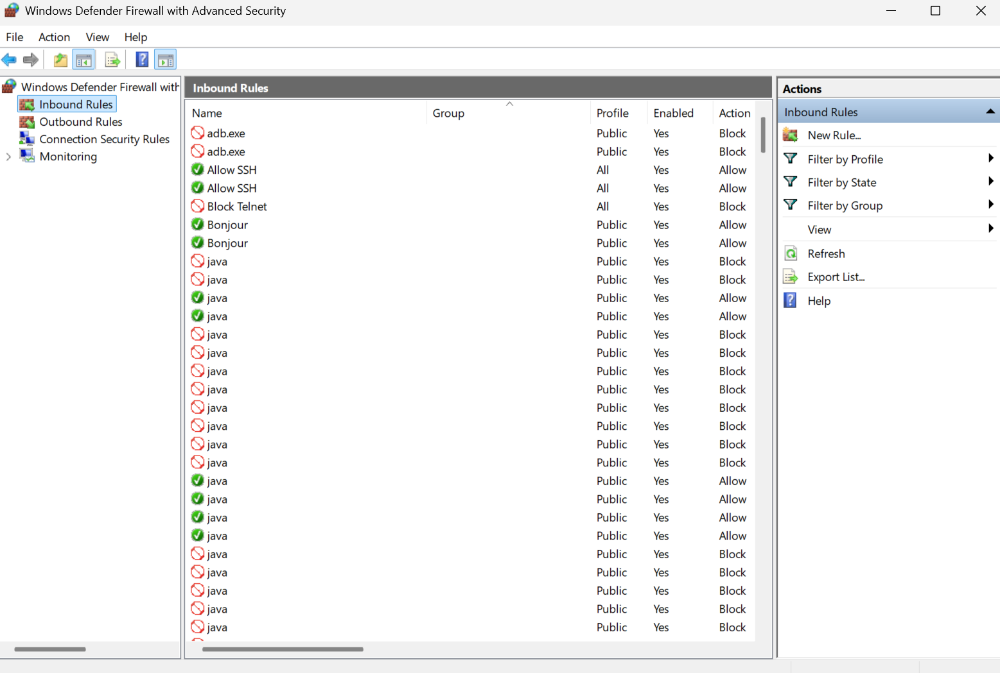 Windows Defender Firewall with Advanced Security
File Action View Help
Windows Defender Firewall with
Inbound Rules
Outbound Rules
Connection Security Rules
Monitoring
Inbound Rules
Name Group Profile Enabled Action
adb.exe Public Yes Block
adb.exe Public Yes Block
Allow SSH All Yes Allow
Allow SSH All Yes Allow
Block Telnet All Yes Block
Bonjour Public Yes Allow
Bonjour Public Yes Allow
java Public Yes Block
java Public Yes Block
java Public Yes Allow
java Public Yes Allow
java Public Yes Block
java Public Yes Block
java Public Yes Block
java Public Yes Block
java Public Yes Block
java Public Yes Block
java Public Yes Block
java Public Yes Block
java Public Yes Allow
java Public Yes Allow
java Public Yes Allow
java Public Yes Allow
java Public Yes Block
java Public Yes Block
java Public Yes Block
java Public Yes Block
java Public Yes Block
Actions
Inbound Rules
New Rule...
Filter by Profile
Filter by State
Filter by Group
View
Refresh
Export List...
Help